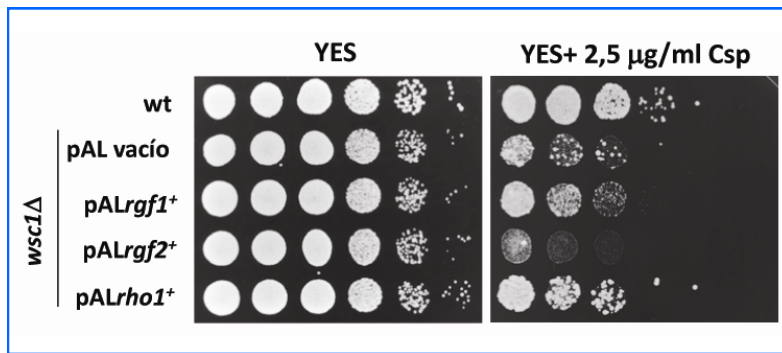 YES
YES+ 2,5 μg/ml Csp
wt
pAL vacío
pALrgf1⁺
pALrgf2⁺
pALrho1⁺
wsc1Δ